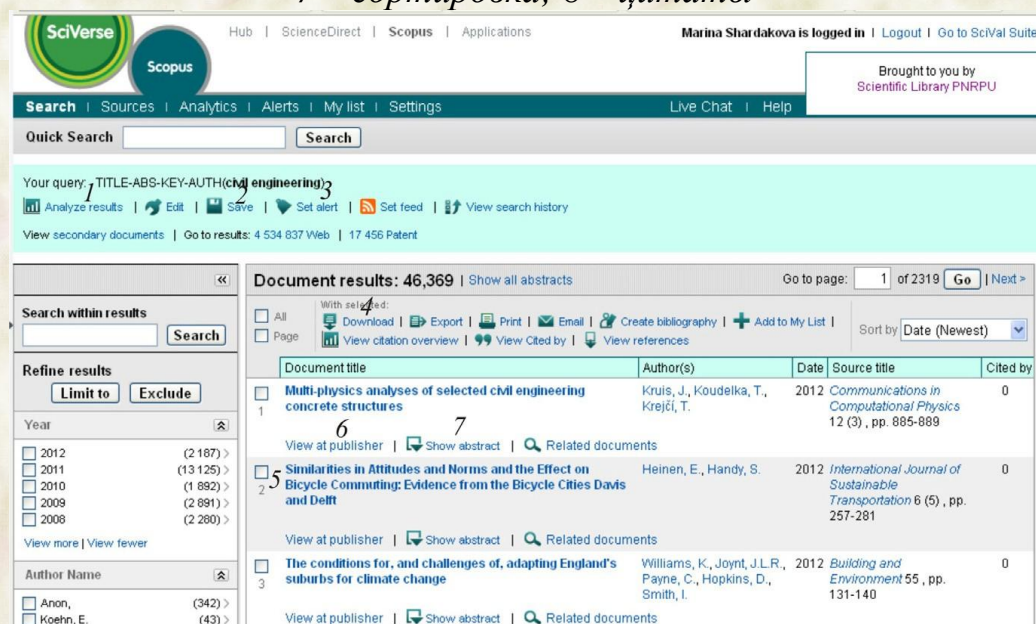 7 – сортировка, 8 – цитаты
SciVerse
Scopus
Hub | ScienceDirect | Scopus | Applications
Marina Shardakova is logged in | Logout | Go to SciVal Suite
Brought to you by
Scientific Library PNRPU
Search | Sources | Analytics | Alerts | My list | Settings
Live Chat | Help
Quick Search
Search
Your query: TITLE-ABS-KEY-AUTH(civil engineering)
1 2 3
Analyze results | Edit | Save | Set alert | Set feed | View search history
View secondary documents | Go to results: 4 534 837 Web | 17 456 Patent
Document results: 46,369 | Show all abstracts
Go to page: 1 of 2319 Go | Next >
Search within results
Search
With selected:
4
All
Page
Download | Export | Print | Email | Create bibliography | Add to My List |
View citation overview | View Cited by | View references
Sort by Date (Newest)
Refine results
Limit to Exclude
Year
2012 (2 187) >
2011 (13 125) >
2010 (1 892) >
2009 (2 891) >
2008 (2 280) >
View more | View fewer
Author Name
Anon, (342) >
Koehn, E. (43) >
Document title Author(s) Date Source title Cited by
1
Multi-physics analyses of selected civil engineering
concrete structures
Kruis, J., Koudelka, T.,
Krejčí, T.
2012 Communications in
Computational Physics
12 (3) , pp. 885-889
0
6 7
View at publisher | Show abstract | Related documents
5
2
Similarities in Attitudes and Norms and the Effect on
Bicycle Commuting: Evidence from the Bicycle Cities Davis
and Delft
Heinen, E., Handy, S.
2012 International Journal of
Sustainable
Transportation 6 (5) , pp.
257-281
0
View at publisher | Show abstract | Related documents
3
The conditions for, and challenges of, adapting England's
suburbs for climate change
Williams, K., Joynt, J.L.R.,
Payne, C., Hopkins, D.,
Smith, I.
2012 Building and
Environment 55 , pp.
131-140
0
View at publisher | Show abstract | Related documents